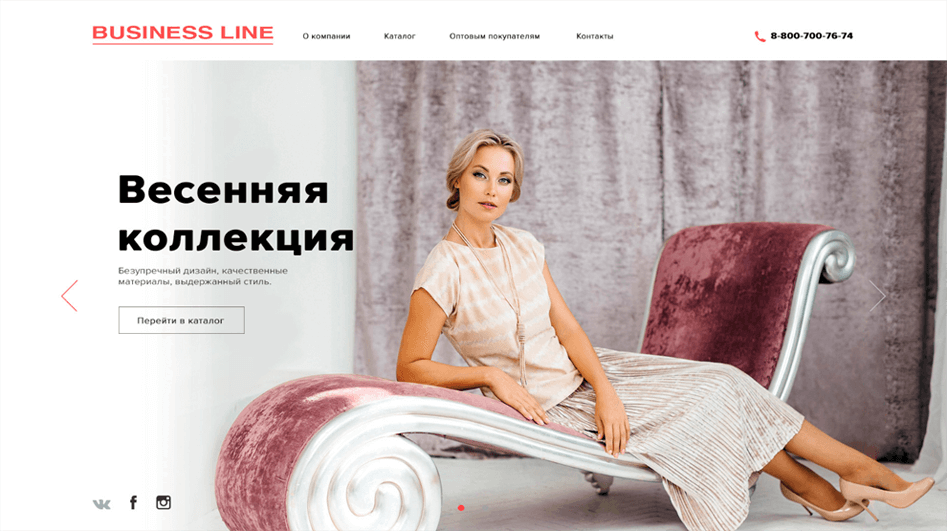 BUSINESS LINE
О компании
Каталог
Оптовым покупателям
Контакты
8-800-700-76-74
Весенняя
коллекция
Безупречный дизайн, качественные
материалы, выдержанный стиль.
Перейти в каталог